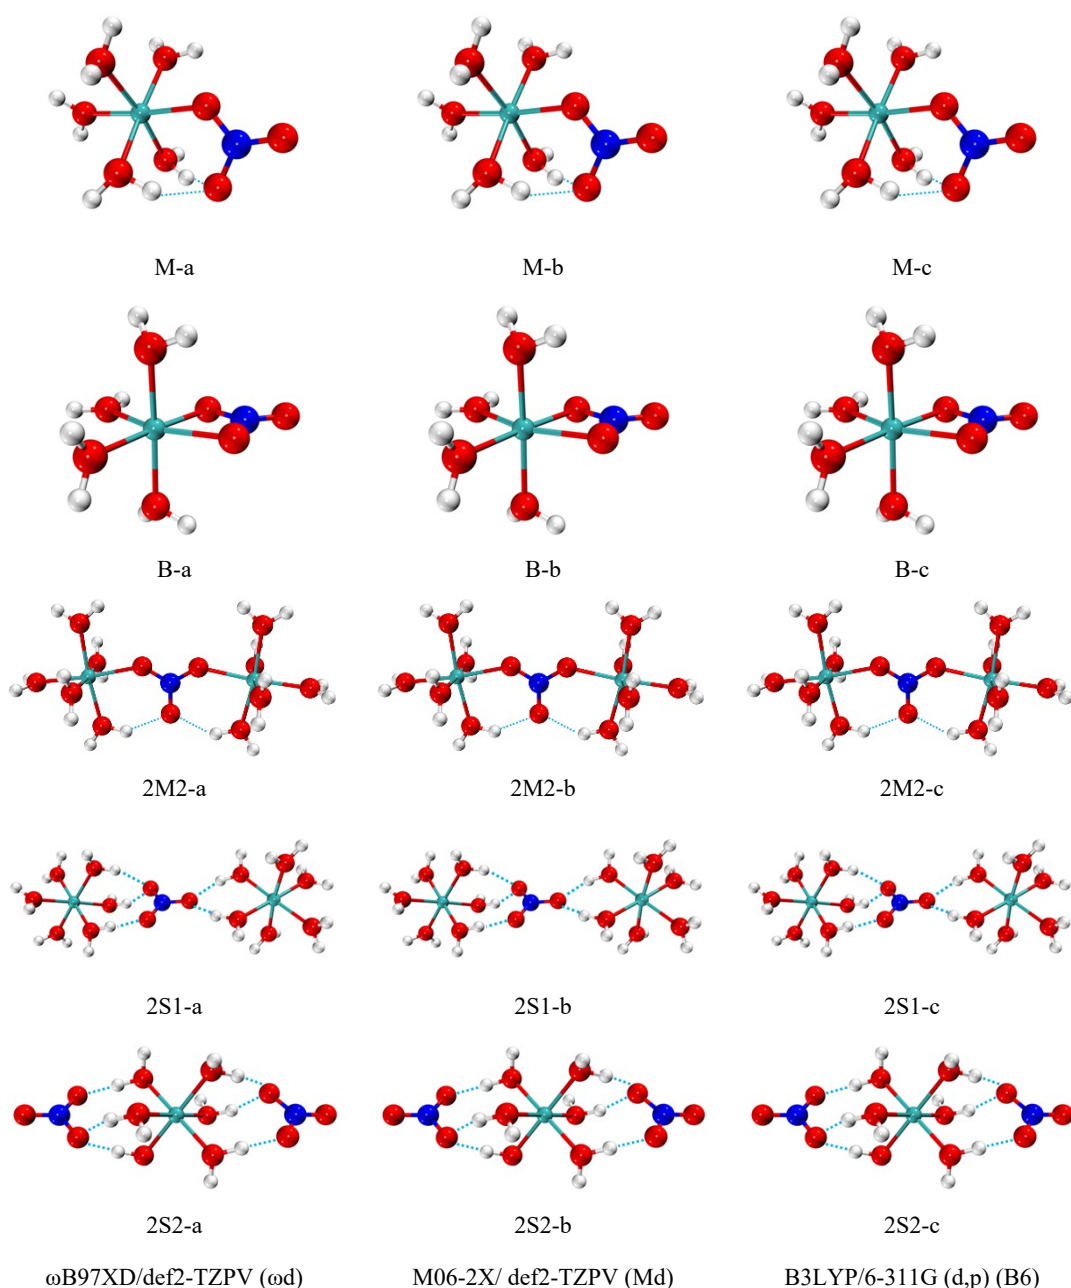 M-a M-b M-c
B-a B-b B-c
2M2-a 2M2-b 2M2-c
2S1-a 2S1-b 2S1-c
2S2-a 2S2-b 2S2-c
ωB97XD/def2-TZPV (ωd) M06-2X/ def2-TZPV (Md) B3LYP/6-311G (d,p) (B6)